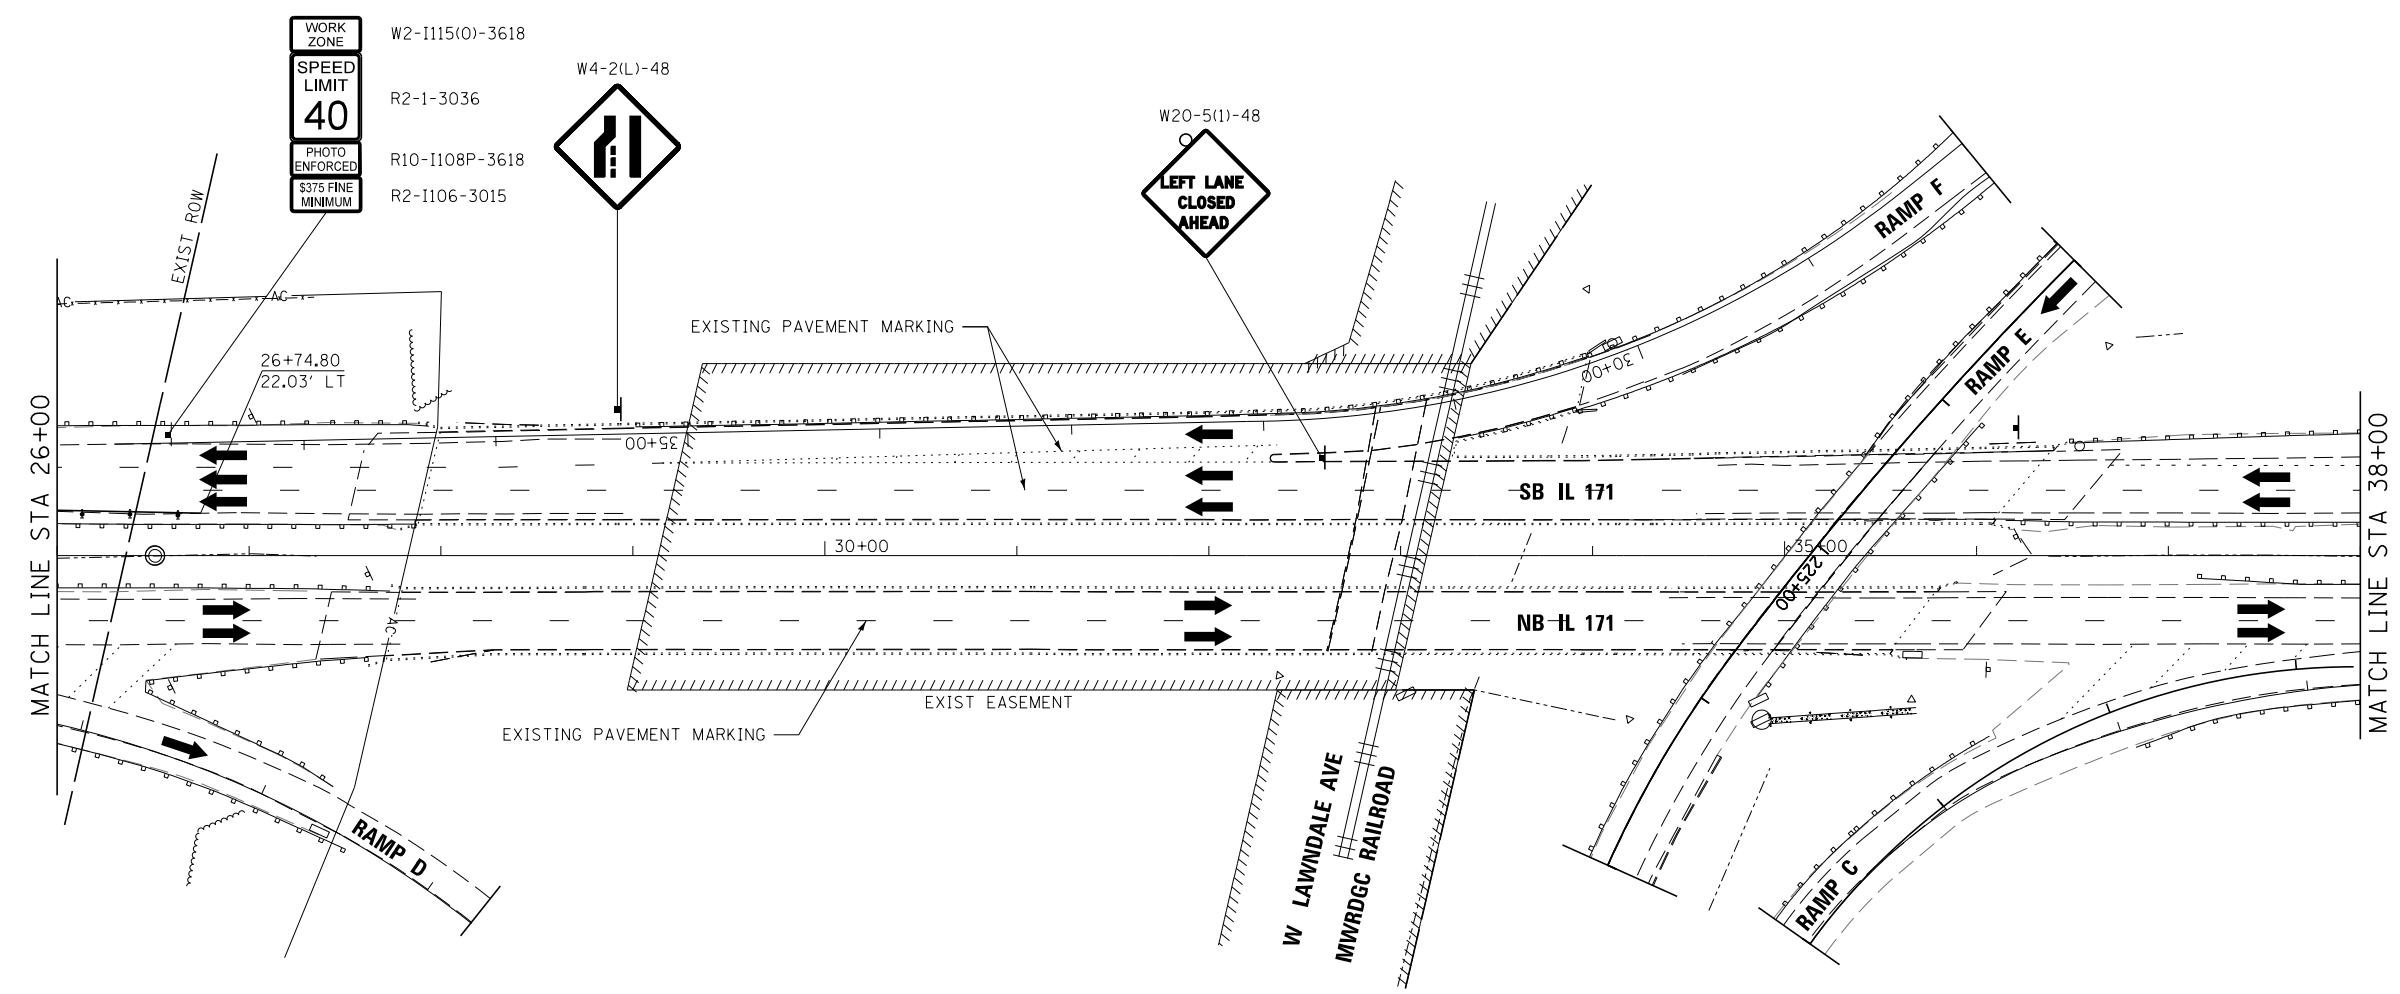 WORK
ZONE
W2-I115(O)-3618
SPEED
LIMIT
40
R2-1-3036
PHOTO
ENFORCED
R10-I108P-3618
$375 FINE
MINIMUM
R2-I106-3015
W4-2(L)-48
W20-5(1)-48
LEFT LANE
CLOSED
AHEAD
EXIST ROW
AC
AC
26+74.80
22.03' LT
EXISTING PAVEMENT MARKING
RAMP F
RAMP E
30+00
35+00
MATCH LINE STA 26+00
MATCH LINE STA 38+00
SB IL 171
30+00
35+00
225+00
NB IL 171
AC
EXIST EASEMENT
EXISTING PAVEMENT MARKING
RAMP D
W LAWNDALE AVE
MWRDGC RAILROAD
RAMP C